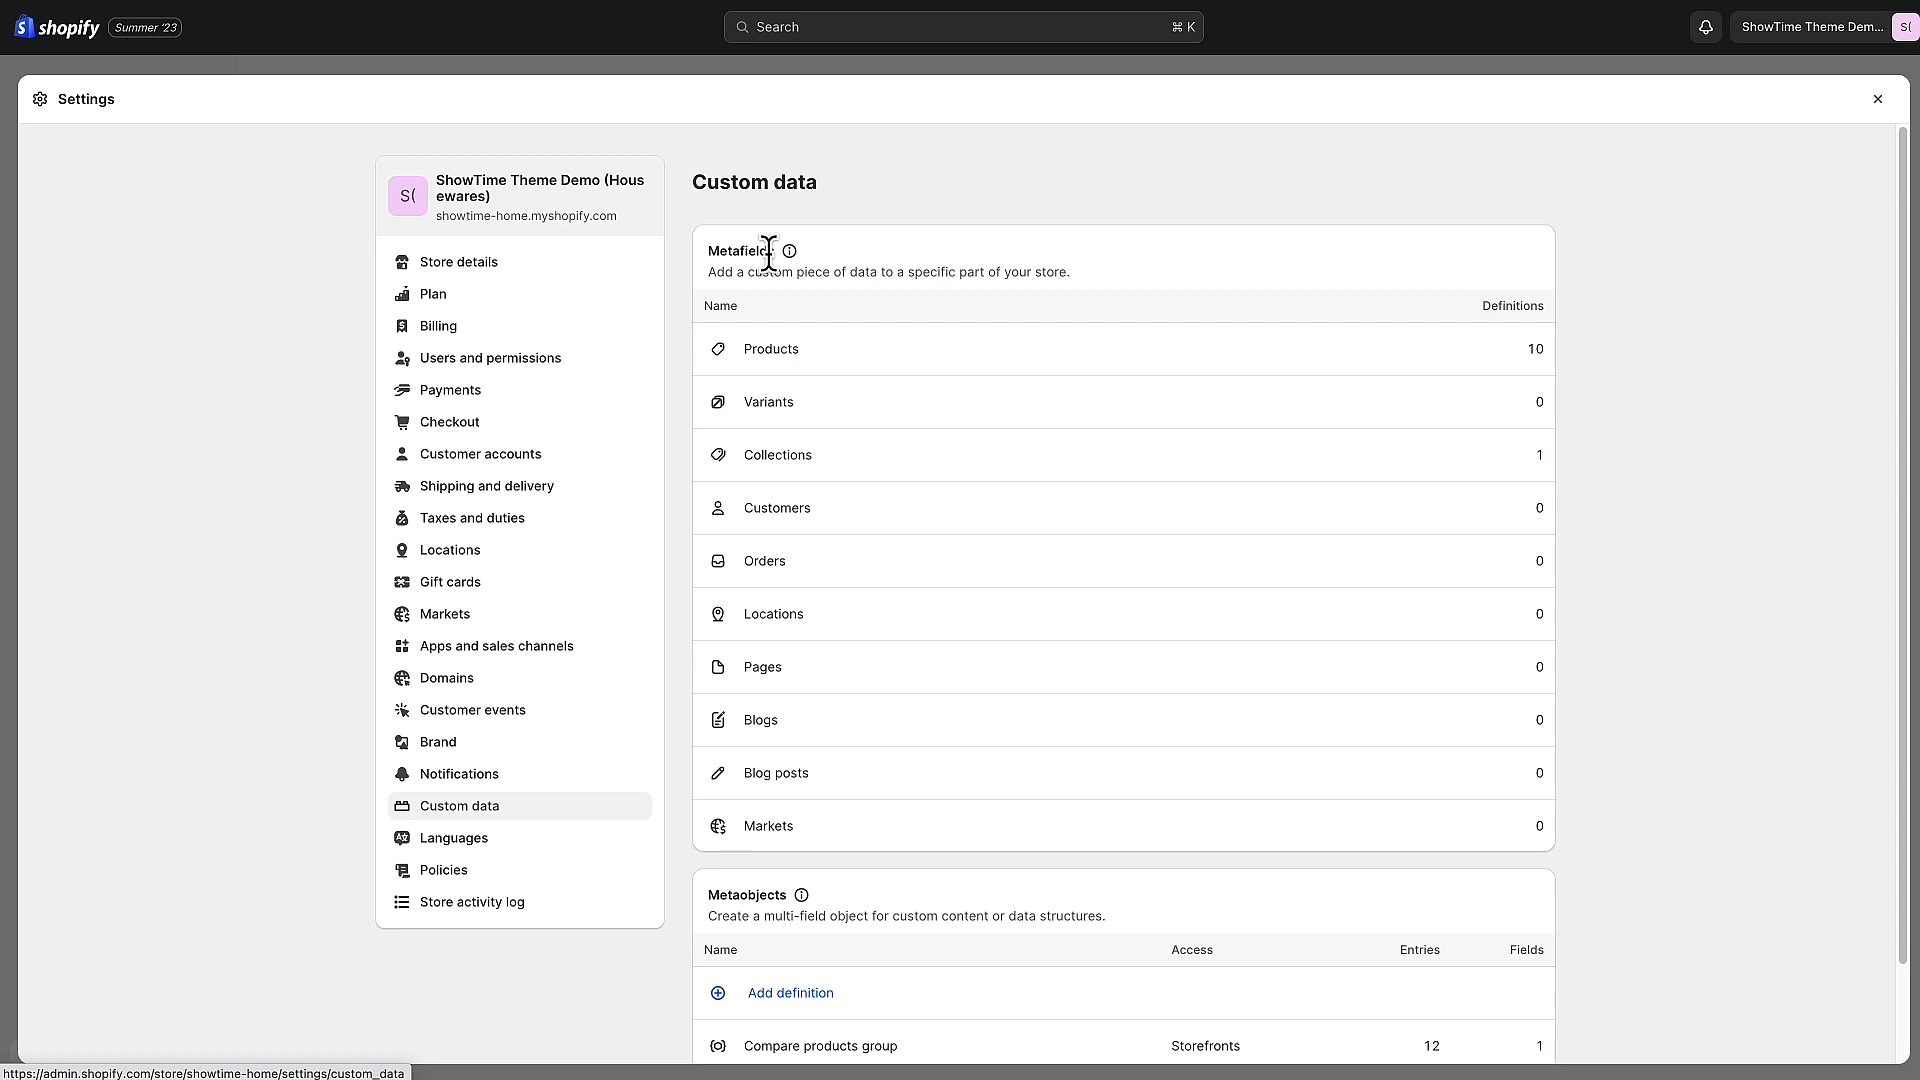 shopify Summer '23
Search ⌘ K
ShowTime Theme Dem... S(
Settings
S(
ShowTime Theme Demo (Hous
ewares)
showtime-home.myshopify.com
Store details
Plan
Billing
Users and permissions
Payments
Checkout
Customer accounts
Shipping and delivery
Taxes and duties
Locations
Gift cards
Markets
Apps and sales channels
Domains
Customer events
Brand
Notifications
Custom data
Languages
Policies
Store activity log
Custom data
Metafields
Add a custom piece of data to a specific part of your store.
Name Definitions
Products 10
Variants 0
Collections 1
Customers 0
Orders 0
Locations 0
Pages 0
Blogs 0
Blog posts 0
Markets 0
Metaobjects
Create a multi-field object for custom content or data structures.
Name Access Entries Fields
Add definition
Compare products group Storefronts 12 1
https://admin.shopify.com/store/showtime-home/settings/custom_data